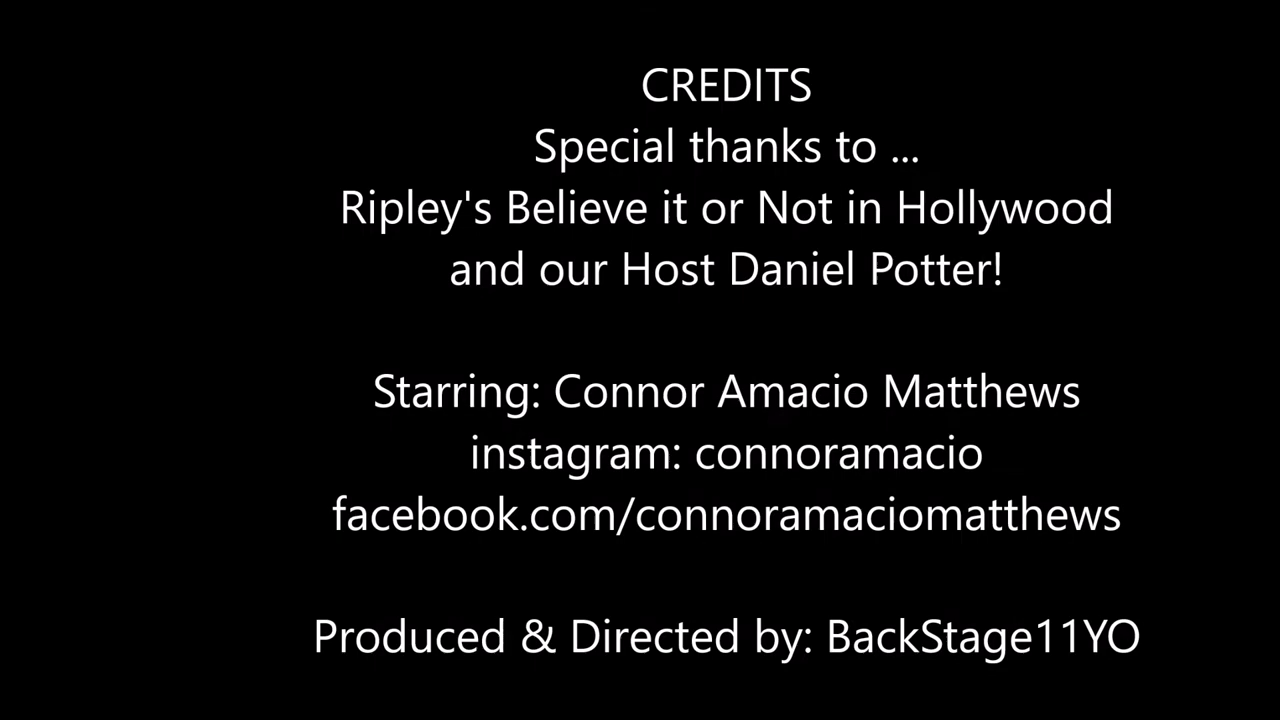 CREDITS
Special thanks to ...
Ripley's Believe it or Not in Hollywood
and our Host Daniel Potter!
Starring: Connor Amacio Matthews
instagram: connoramacio
facebook.com/connoramaciomatthews
Produced & Directed by: BackStage11YO